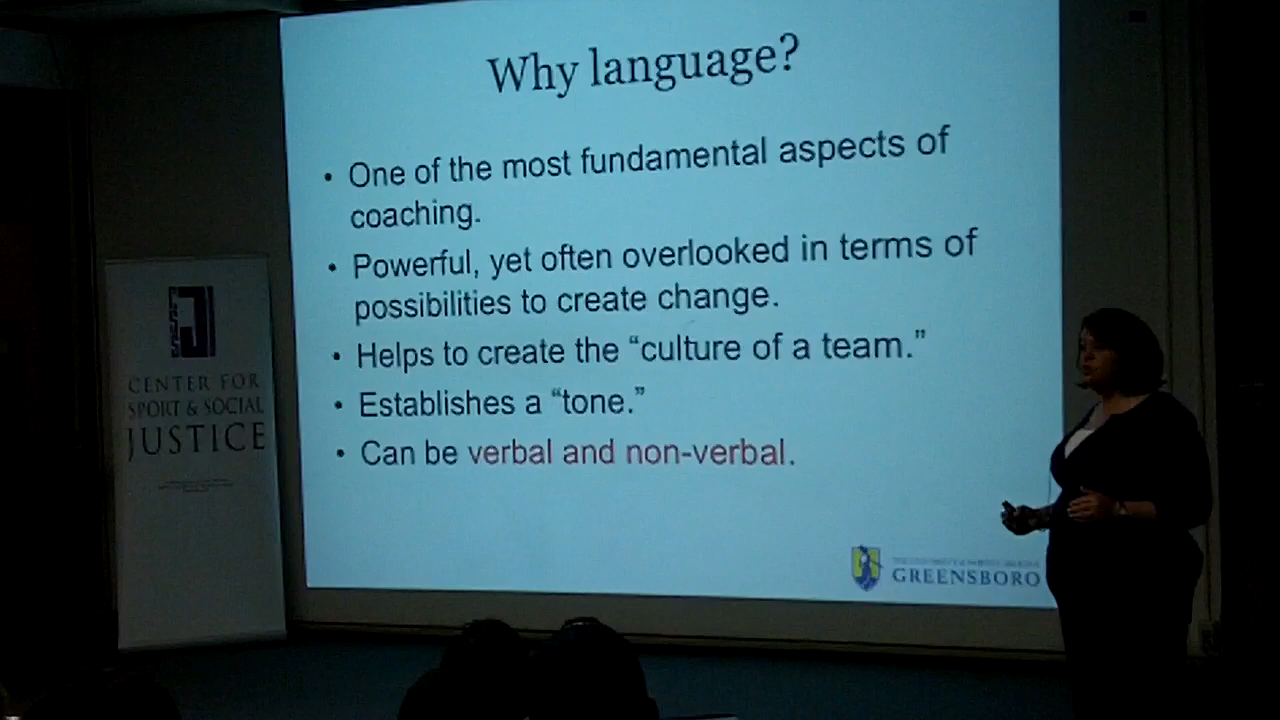 Why language?
• One of the most fundamental aspects of
coaching.
• Powerful, yet often overlooked in terms of
possibilities to create change.
• Helps to create the “culture of a team.”
• Establishes a “tone.”
• Can be verbal and non-verbal.
GREENSBORO
CENTER FOR
SPORT & SOCIAL
JUSTICE